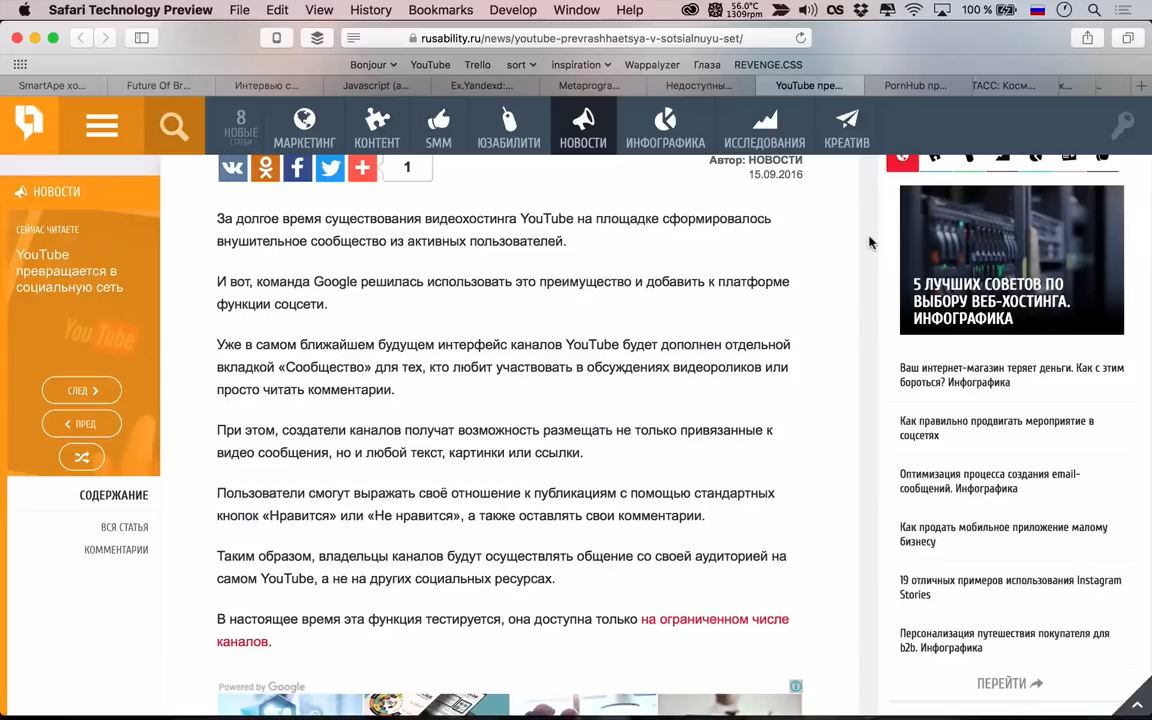 Safari Technology Preview File Edit View History Bookmarks Develop Window Help 56.0°C 1309rpm 100 %
rusability.ru/news/youtube-prevrashhaetsya-v-sotsialnuyu-set/
Bonjour YouTube Trello sort inspiration Wappalyzer Глаза REVENGE.CSS
SmartApe хо... Future Of Br... Интервью с... Javascript (a... Ex.Yandexd:... Metaprogra... Недоступны... YouTube пре... PornHub пр... ТАСС: Косм... к... ..
8 НОВЫЕ СТАТЬИ
МАРКЕТИНГ КОНТЕНТ SMM ЮЗАБИЛИТИ НОВОСТИ ИНФОГРАФИКА ИССЛЕДОВАНИЯ КРЕАТИВ
1
Автор: НОВОСТИ
15.09.2016
НОВОСТИ
СЕЙЧАС ЧИТАЕТЕ
YouTube
превращается в
социальную сеть
You Tube
СЛЕД
ПРЕД
СОДЕРЖАНИЕ
ВСЯ СТАТЬЯ
КОММЕНТАРИИ
За долгое время существования видеохостинга YouTube на площадке сформировалось
внушительное сообщество из активных пользователей.
И вот, команда Google решилась использовать это преимущество и добавить к платформе
функции соцсети.
Уже в самом ближайшем будущем интерфейс каналов YouTube будет дополнен отдельной
вкладкой «Сообщество» для тех, кто любит участвовать в обсуждениях видеороликов или
просто читать комментарии.
При этом, создатели каналов получат возможность размещать не только привязанные к
видео сообщения, но и любой текст, картинки или ссылки.
Пользователи смогут выражать своё отношение к публикациям с помощью стандартных
кнопок «Нравится» или «Не нравится», а также оставлять свои комментарии.
Таким образом, владельцы каналов будут осуществлять общение со своей аудиторией на
самом YouTube, а не на других социальных ресурсах.
В настоящее время эта функция тестируется, она доступна только на ограниченном числе
каналов.
Powered by Google
5 ЛУЧШИХ СОВЕТОВ ПО
ВЫБОРУ ВЕБ-ХОСТИНГА.
ИНФОГРАФИКА
Ваш интернет-магазин теряет деньги. Как с этим
бороться? Инфографика
Как правильно продвигать мероприятие в
соцсетях
Оптимизация процесса создания email-
сообщений. Инфографика
Как продать мобильное приложение малому
бизнесу
19 отличных примеров использования Instagram
Stories
Персонализация путешествия покупателя для
b2b. Инфографика
ПЕРЕЙТИ